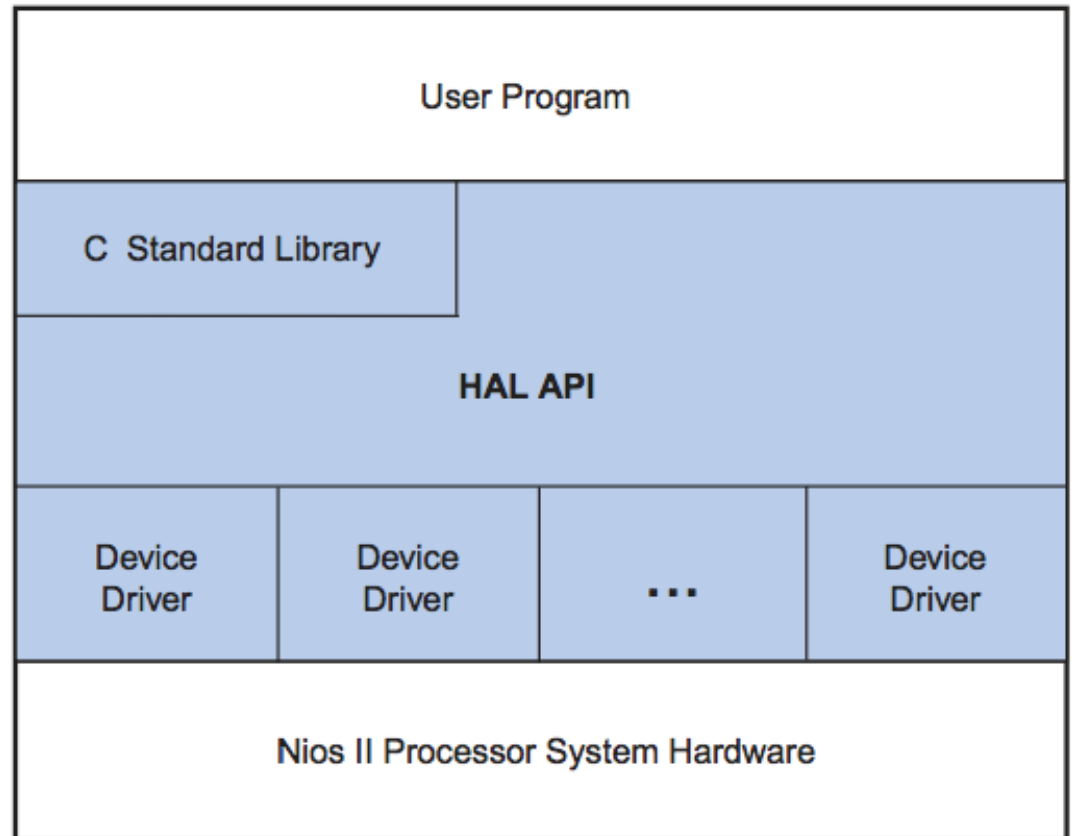 User Program
C Standard Library
HAL API
Device
Driver
Device
Driver
...
Device
Driver
Nios II Processor System Hardware